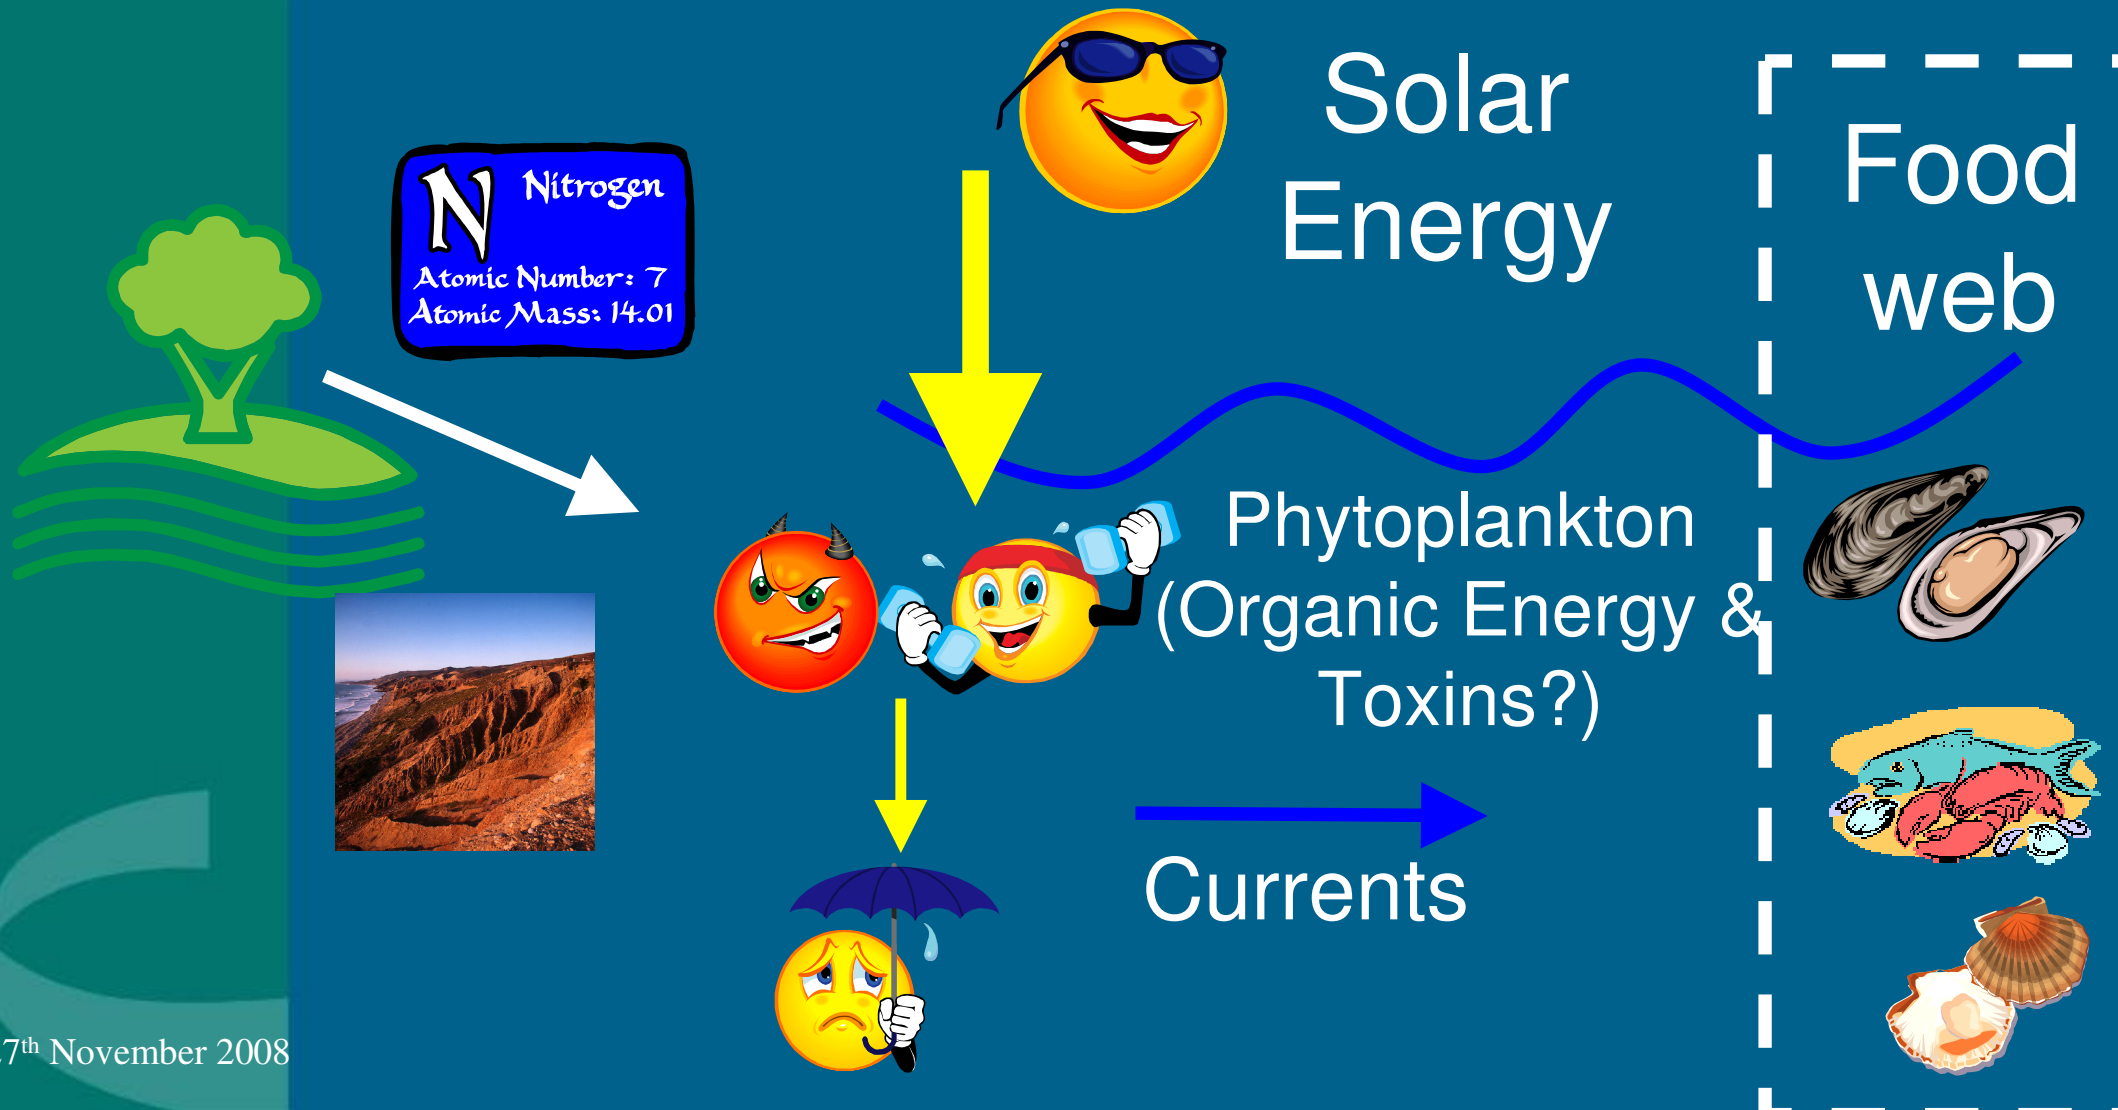 Solar
Energy
Food
web
N Nitrogen
Atomic Number: 7
Atomic Mass: 14.01
Phytoplankton
(Organic Energy &
Toxins?)
Currents
7th November 2008